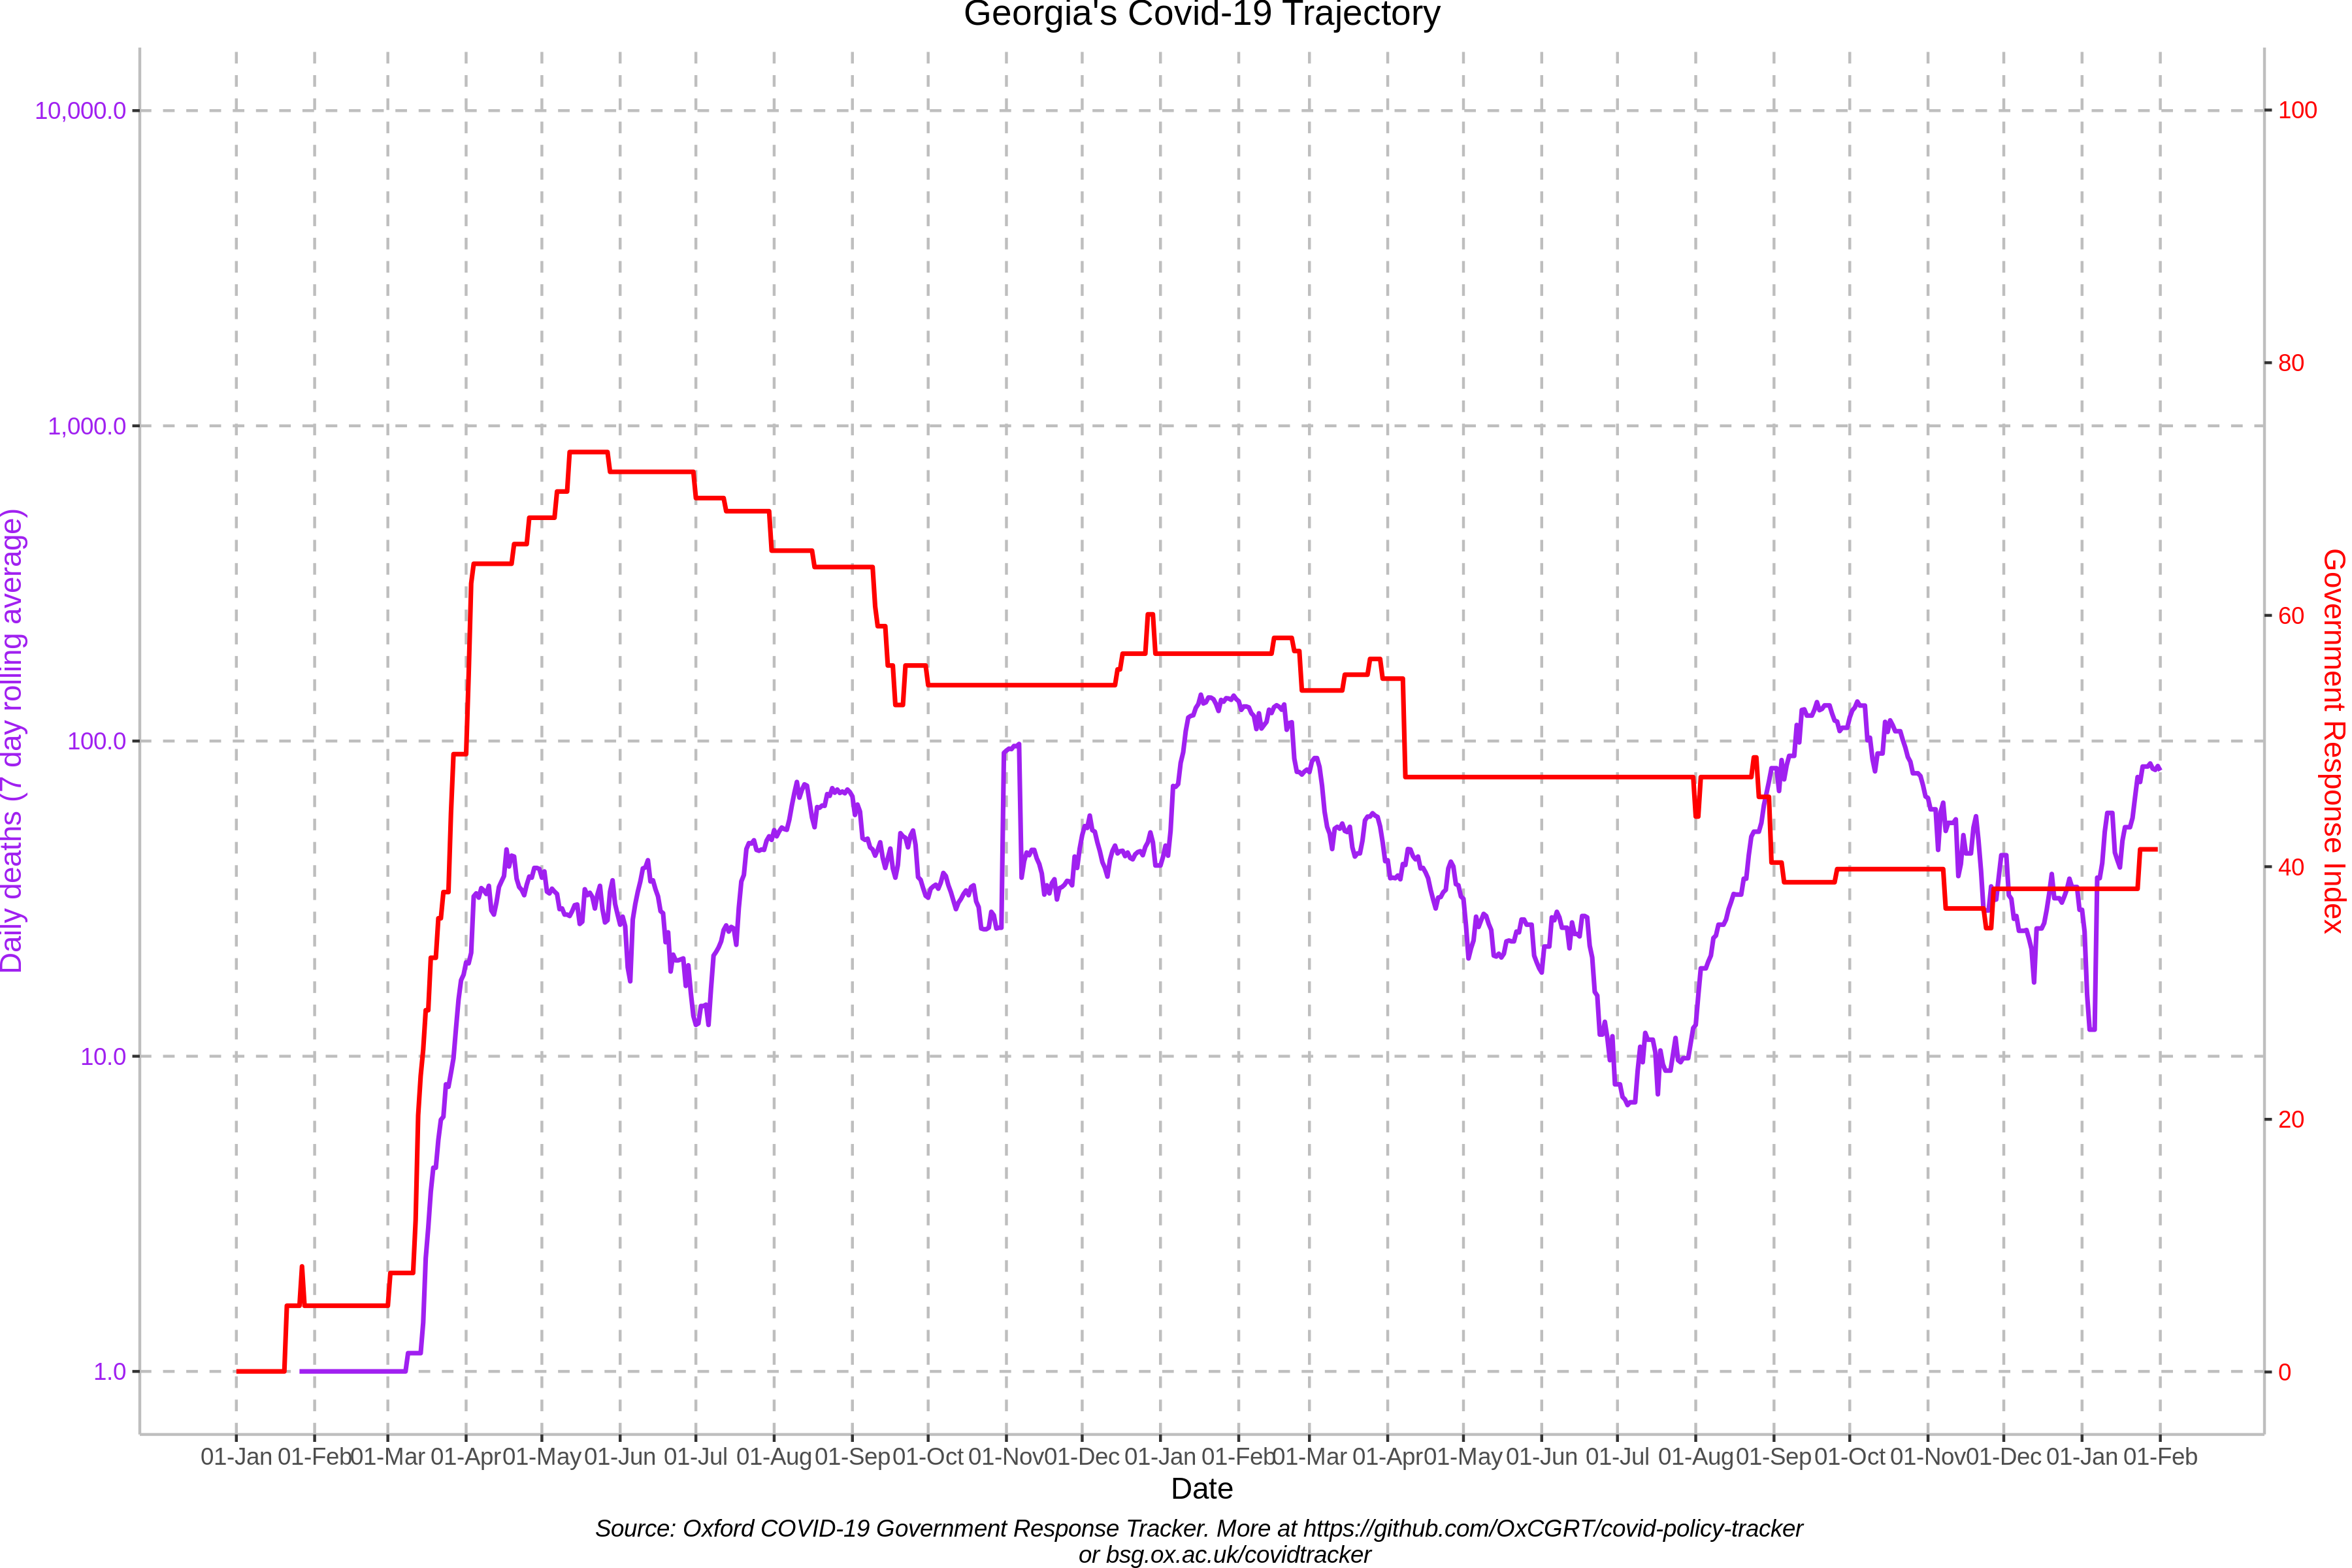 Georgia's Covid-19 Trajectory
10,000.0
1,000.0
100.0
10.0
1.0
Daily deaths (7 day rolling average)
100
80
60
40
20
0
Government Response Index
01-Jan 01-Feb 01-Mar 01-Apr 01-May 01-Jun 01-Jul 01-Aug 01-Sep 01-Oct 01-Nov 01-Dec 01-Jan 01-Feb 01-Mar 01-Apr 01-May 01-Jun 01-Jul 01-Aug 01-Sep 01-Oct 01-Nov 01-Dec 01-Jan 01-Feb
Date
Source: Oxford COVID-19 Government Response Tracker. More at https://github.com/OxCGRT/covid-policy-tracker
or bsg.ox.ac.uk/covidtracker